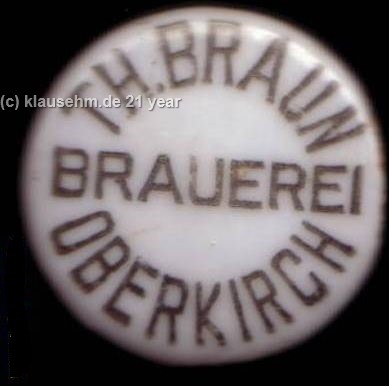 TH. BRAUN
(c) klausehm.de 21 year
BRAUEREI
OBERKIRCH